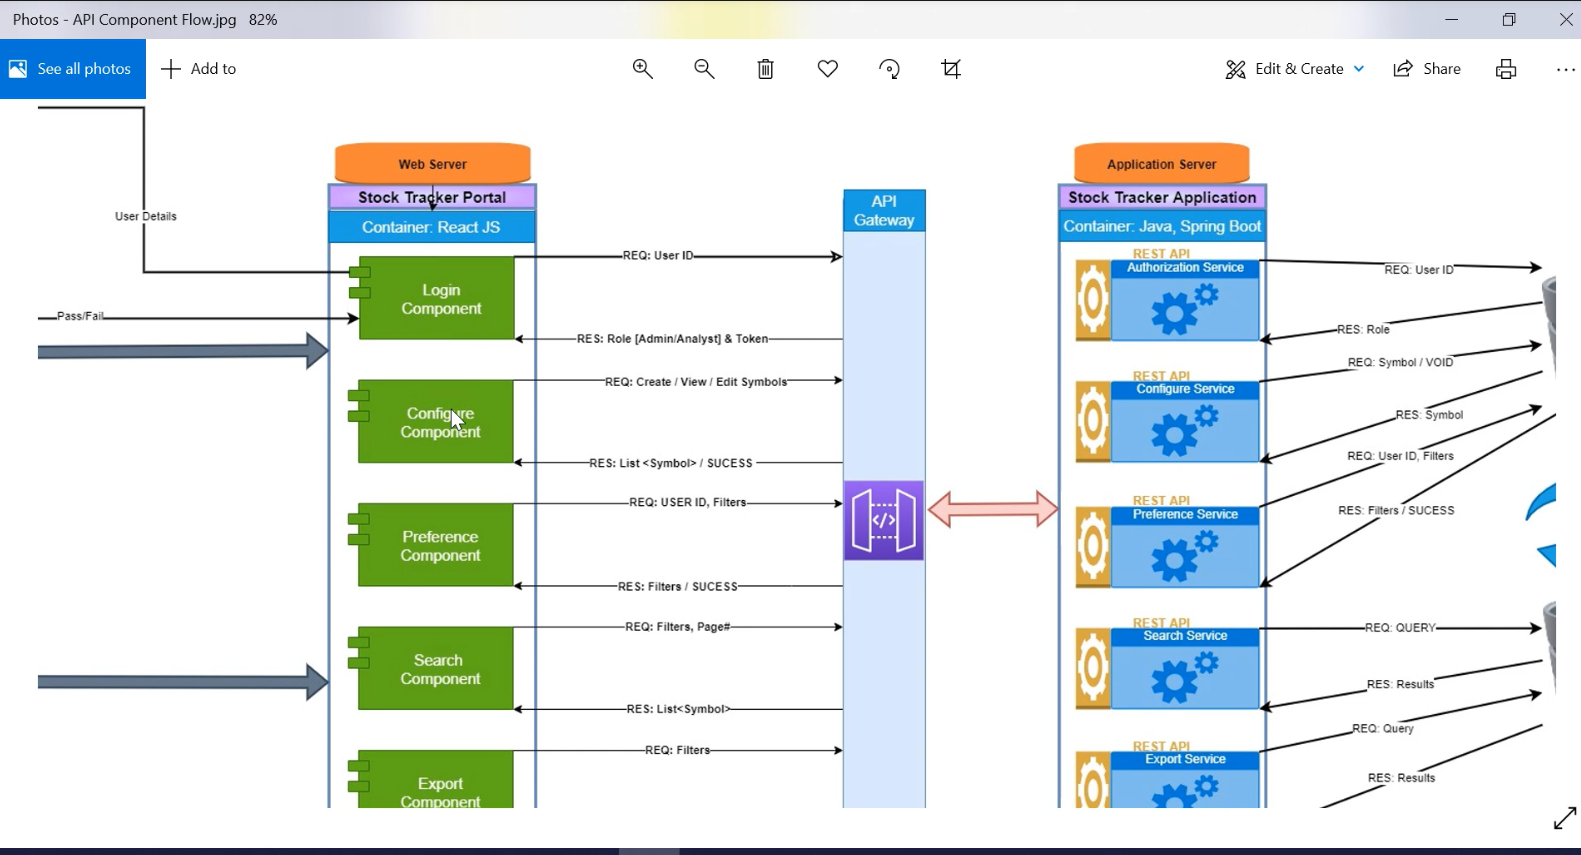 Photos - API Component Flow.jpg 82%
See all photos
Add to
Edit & Create
Share
Web Server
Stock Tracker Portal
Container: React JS
User Details
Pass/Fail
Login
Component
Configure
Component
Preference
Component
Search
Component
Export
Component
REQ: User ID
RES: Role [Admin/Analyst] & Token
REQ: Create / View / Edit Symbols
RES: List <Symbol> / SUCESS
REQ: USER ID, Filters
RES: Filters / SUCESS
REQ: Filters, Page#
RES: List<Symbol>
REQ: Filters
API
Gateway
</>
Application Server
Stock Tracker Application
Container: Java, Spring Boot
REST API
Authorization Service
REST API
Configure Service
REST API
Preference Service
REST API
Search Service
REST API
Export Service
REQ: User ID
RES: Role
REQ: Symbol / VOID
RES: Symbol
REQ: User ID, Filters
RES: Filters / SUCESS
REQ: QUERY
RES: Results
REQ: Query
RES: Results